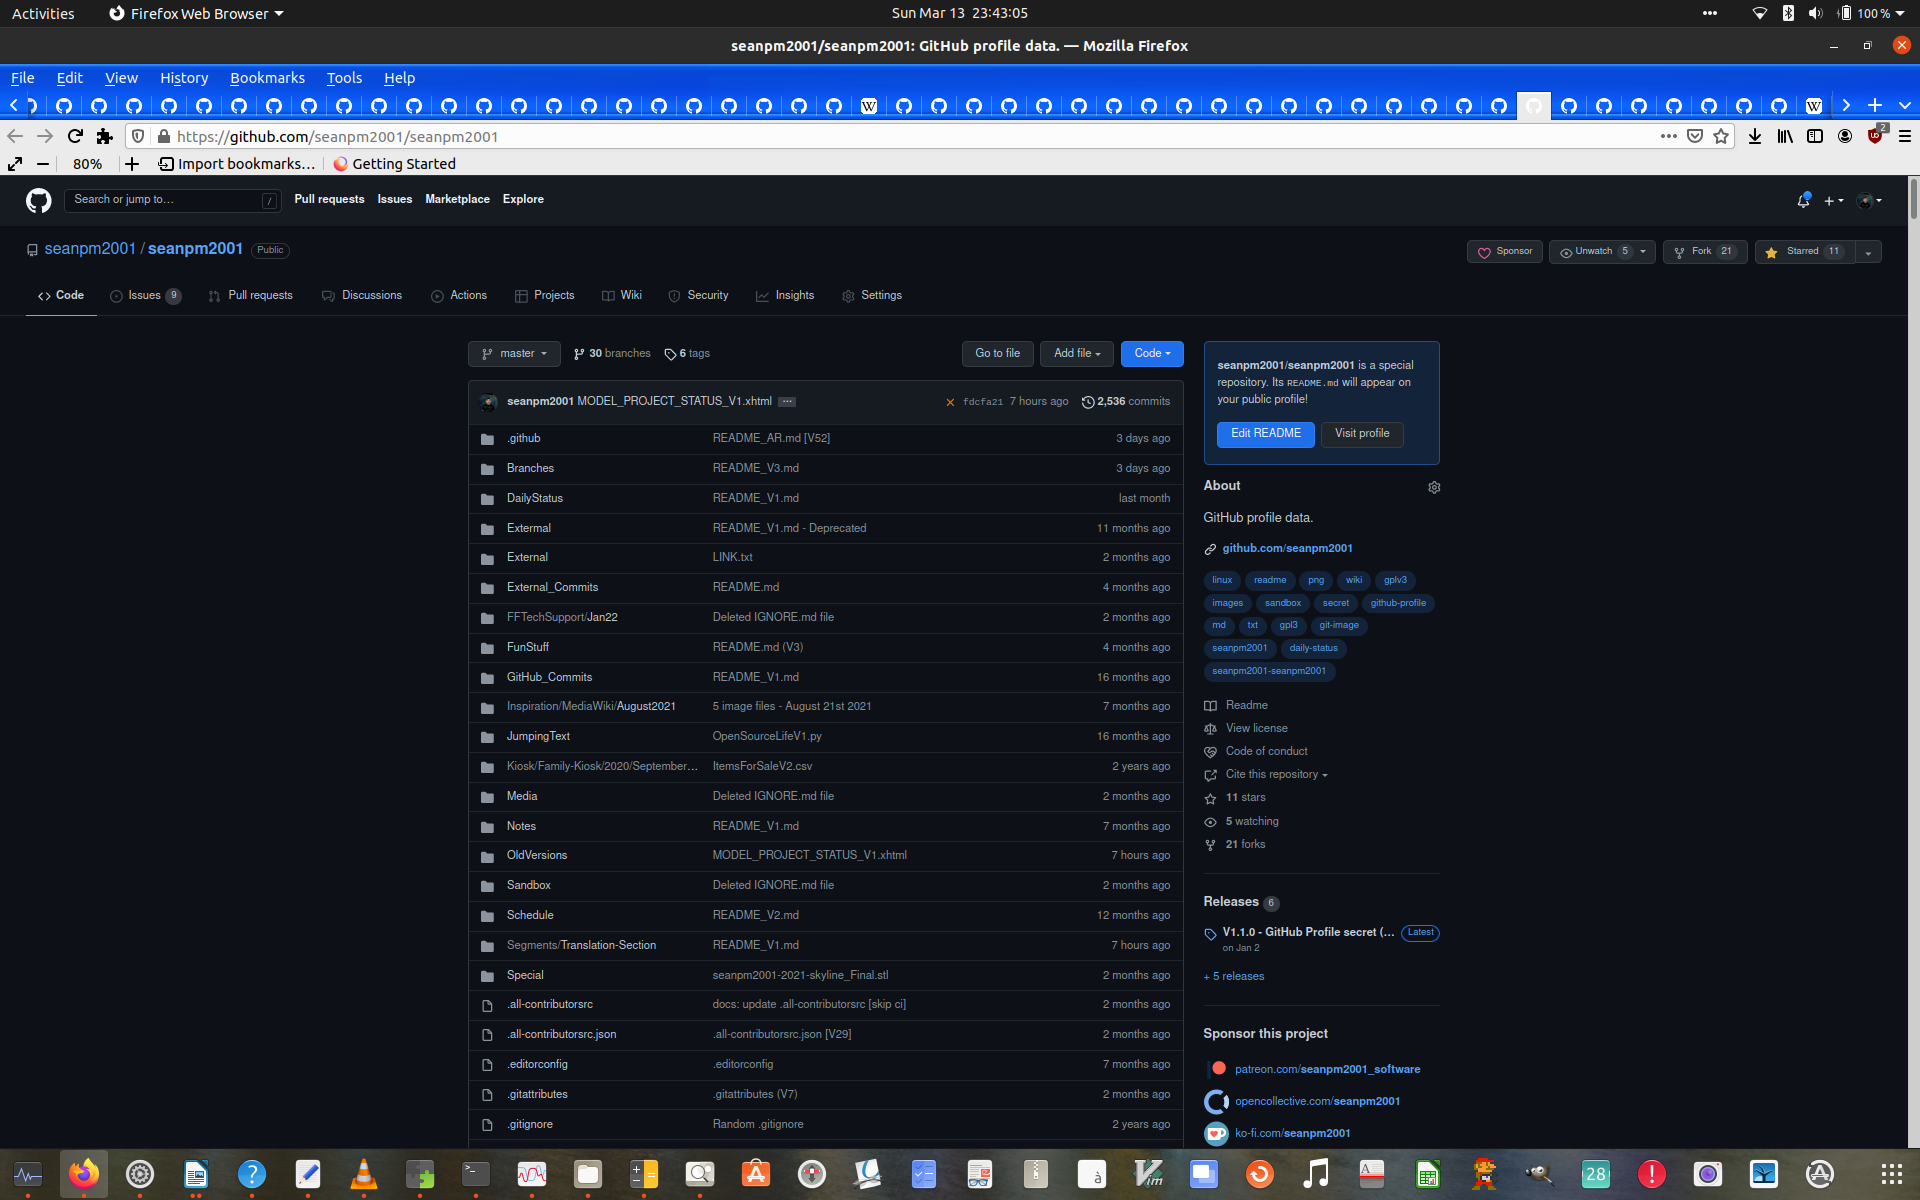 Activities Firefox Web Browser Sun Mar 13 23:43:05 100 %
seanpm2001/seanpm2001: GitHub profile data. — Mozilla Firefox
File Edit View History Bookmarks Tools Help
W W
https://github.com/seanpm2001/seanpm2001 2
80% Import bookmarks… Getting Started
Search or jump to… / Pull requests Issues Marketplace Explore
seanpm2001 / seanpm2001 Public Sponsor Unwatch 5 Fork 21 Starred 11
Code Issues 9 Pull requests Discussions Actions Projects Wiki Security Insights Settings
master 30 branches 6 tags Go to file Add file Code
seanpm2001 MODEL_PROJECT_STATUS_V1.xhtml ... fdcfa21 7 hours ago 2,536 commits
.github README_AR.md [V52] 3 days ago
Branches README_V3.md 3 days ago
DailyStatus README_V1.md last month
Extermal README_V1.md - Deprecated 11 months ago
External LINK.txt 2 months ago
External_Commits README.md 4 months ago
FFTechSupport/Jan22 Deleted IGNORE.md file 2 months ago
FunStuff README.md (V3) 4 months ago
GitHub_Commits README_V1.md 16 months ago
Inspiration/MediaWiki/August2021 5 image files - August 21st 2021 7 months ago
JumpingText OpenSourceLifeV1.py 16 months ago
Kiosk/Family-Kiosk/2020/September… ItemsForSaleV2.csv 2 years ago
Media Deleted IGNORE.md file 2 months ago
Notes README_V1.md 7 months ago
OldVersions MODEL_PROJECT_STATUS_V1.xhtml 7 hours ago
Sandbox Deleted IGNORE.md file 2 months ago
Schedule README_V2.md 12 months ago
Segments/Translation-Section README_V1.md 7 hours ago
Special seanpm2001-2021-skyline_Final.stl 2 months ago
.all-contributorsrc docs: update .all-contributorsrc [skip ci] 2 months ago
.all-contributorsrc.json .all-contributorsrc.json [V29] 2 months ago
.editorconfig .editorconfig 7 months ago
.gitattributes .gitattributes (V7) 2 months ago
.gitignore Random .gitignore 2 years ago
seanpm2001/seanpm2001 is a special
repository. Its README.md will appear on
your public profile!
Edit README Visit profile
About
GitHub profile data.
github.com/seanpm2001
linux readme png wiki gplv3
images sandbox secret github-profile
md txt gpl3 git-image
seanpm2001 daily-status
seanpm2001-seanpm2001
Readme
View license
Code of conduct
Cite this repository
11 stars
5 watching
21 forks
Releases 6
V1.1.0 - GitHub Profile secret (... Latest
on Jan 2
+ 5 releases
Sponsor this project
patreon.com/seanpm2001_software
opencollective.com/seanpm2001
ko-fi.com/seanpm2001
? à Vim A 28